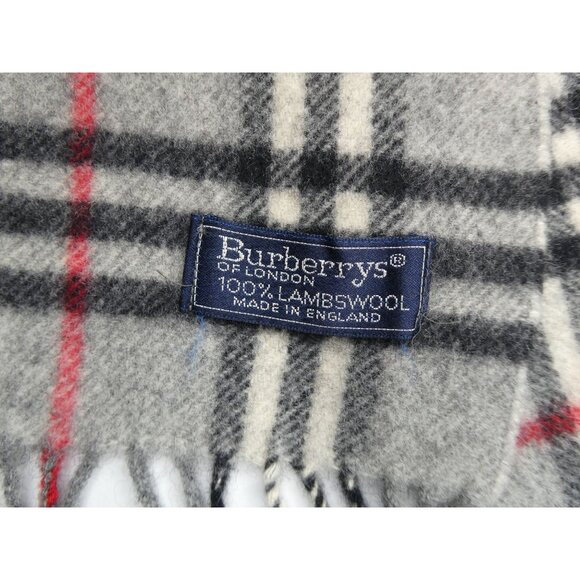 Burberrys®
OF LONDON
100% LAMBSWOOL
MADE IN ENGLAND